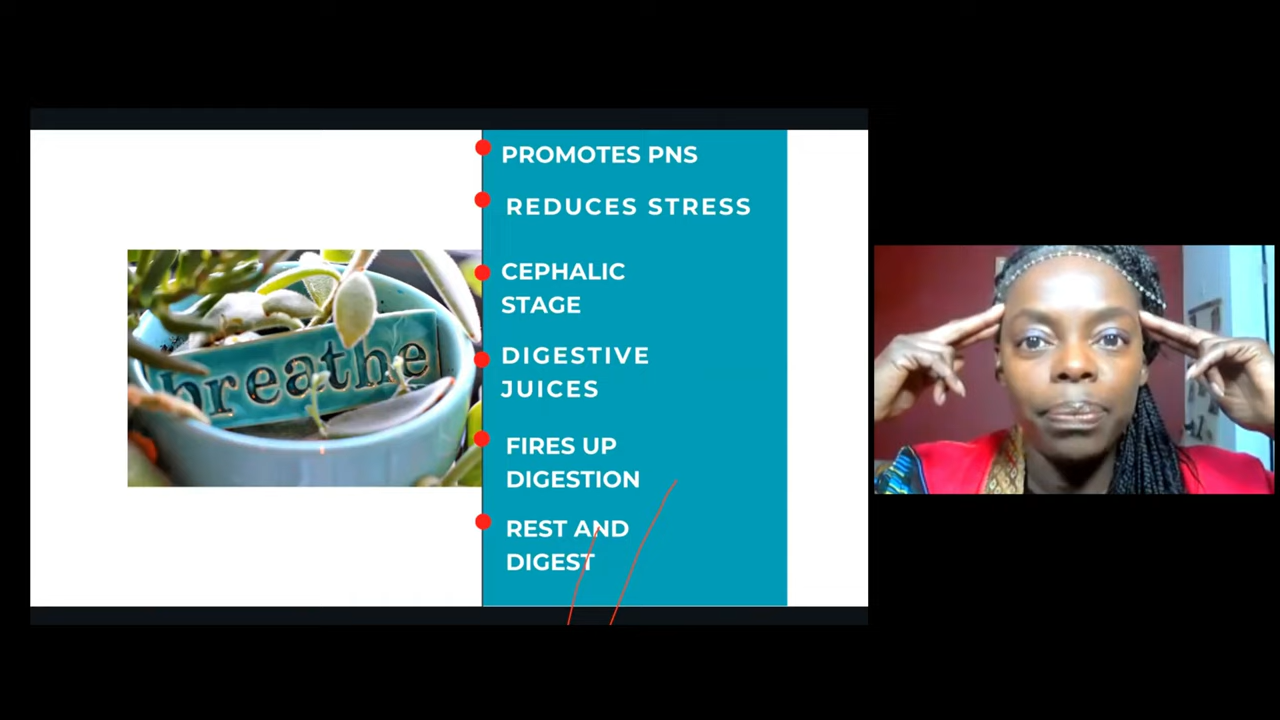 breathe
PROMOTES PNS
REDUCES STRESS
CEPHALIC
STAGE
DIGESTIVE
JUICES
FIRES UP
DIGESTION
REST AND
DIGEST